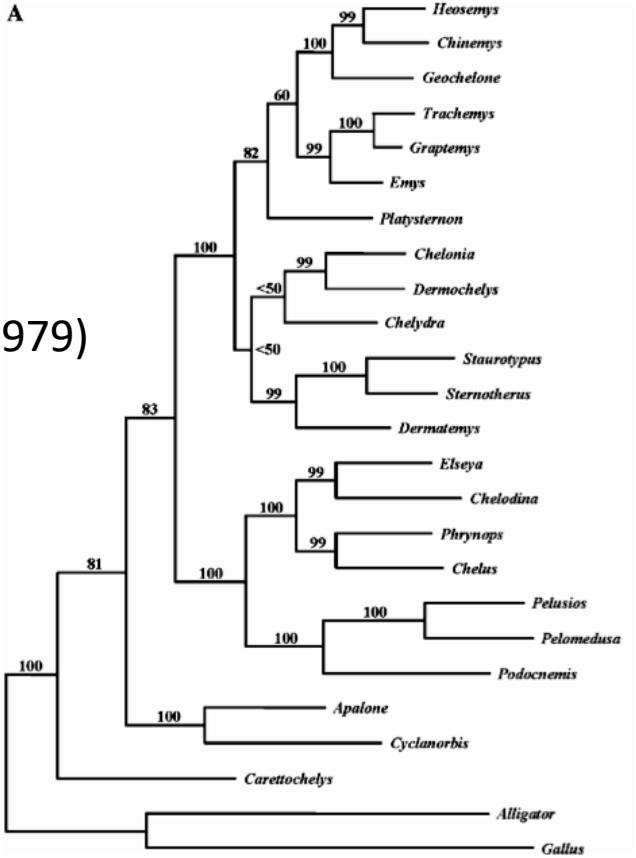 A
99
Heosemys
Chinemys
100
Geochelone
60
100
Trachemys
Graptemys
99
Emys
82
Platysternon
100
99
Chelonia
Dermochelys
<50
Chelydra
979)
<50
100
Staurotypus
Sternotherus
99
Dermatemys
83
99
Elseya
Chelodina
100
99
Phrynops
Chelus
100
100
Pelusios
Pelomedusa
100
Podocnemis
81
100
Apalone
Cyclanorbis
100
Carettochelys
Alligator
Gallus